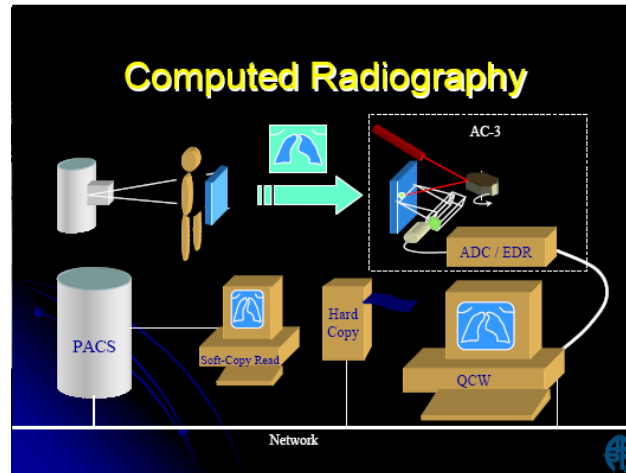 Computed Radiography
AC-3
ADC / EDR
PACS
Soft-Copy Read
Hard
Copy
QCW
Network